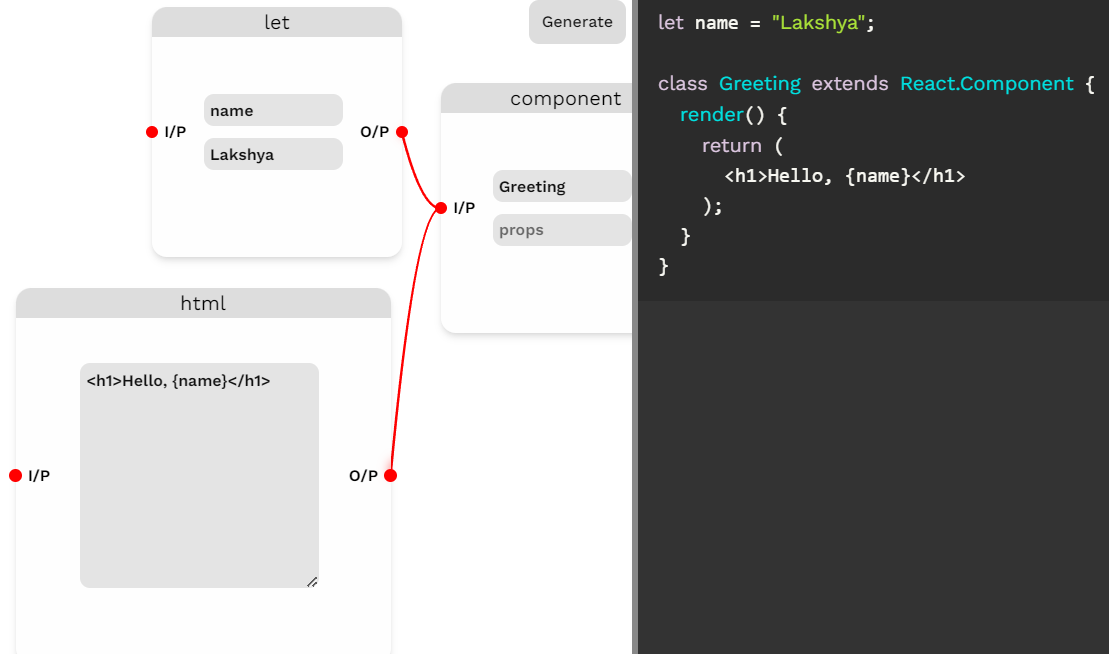 let
name
Lakshya
I/P
O/P
Generate
component
Greeting
props
I/P
html
<h1>Hello, {name}</h1>
I/P
O/P
let name = "Lakshya";
class Greeting extends React.Component {
render() {
return (
<h1>Hello, {name}</h1>
);
}
}